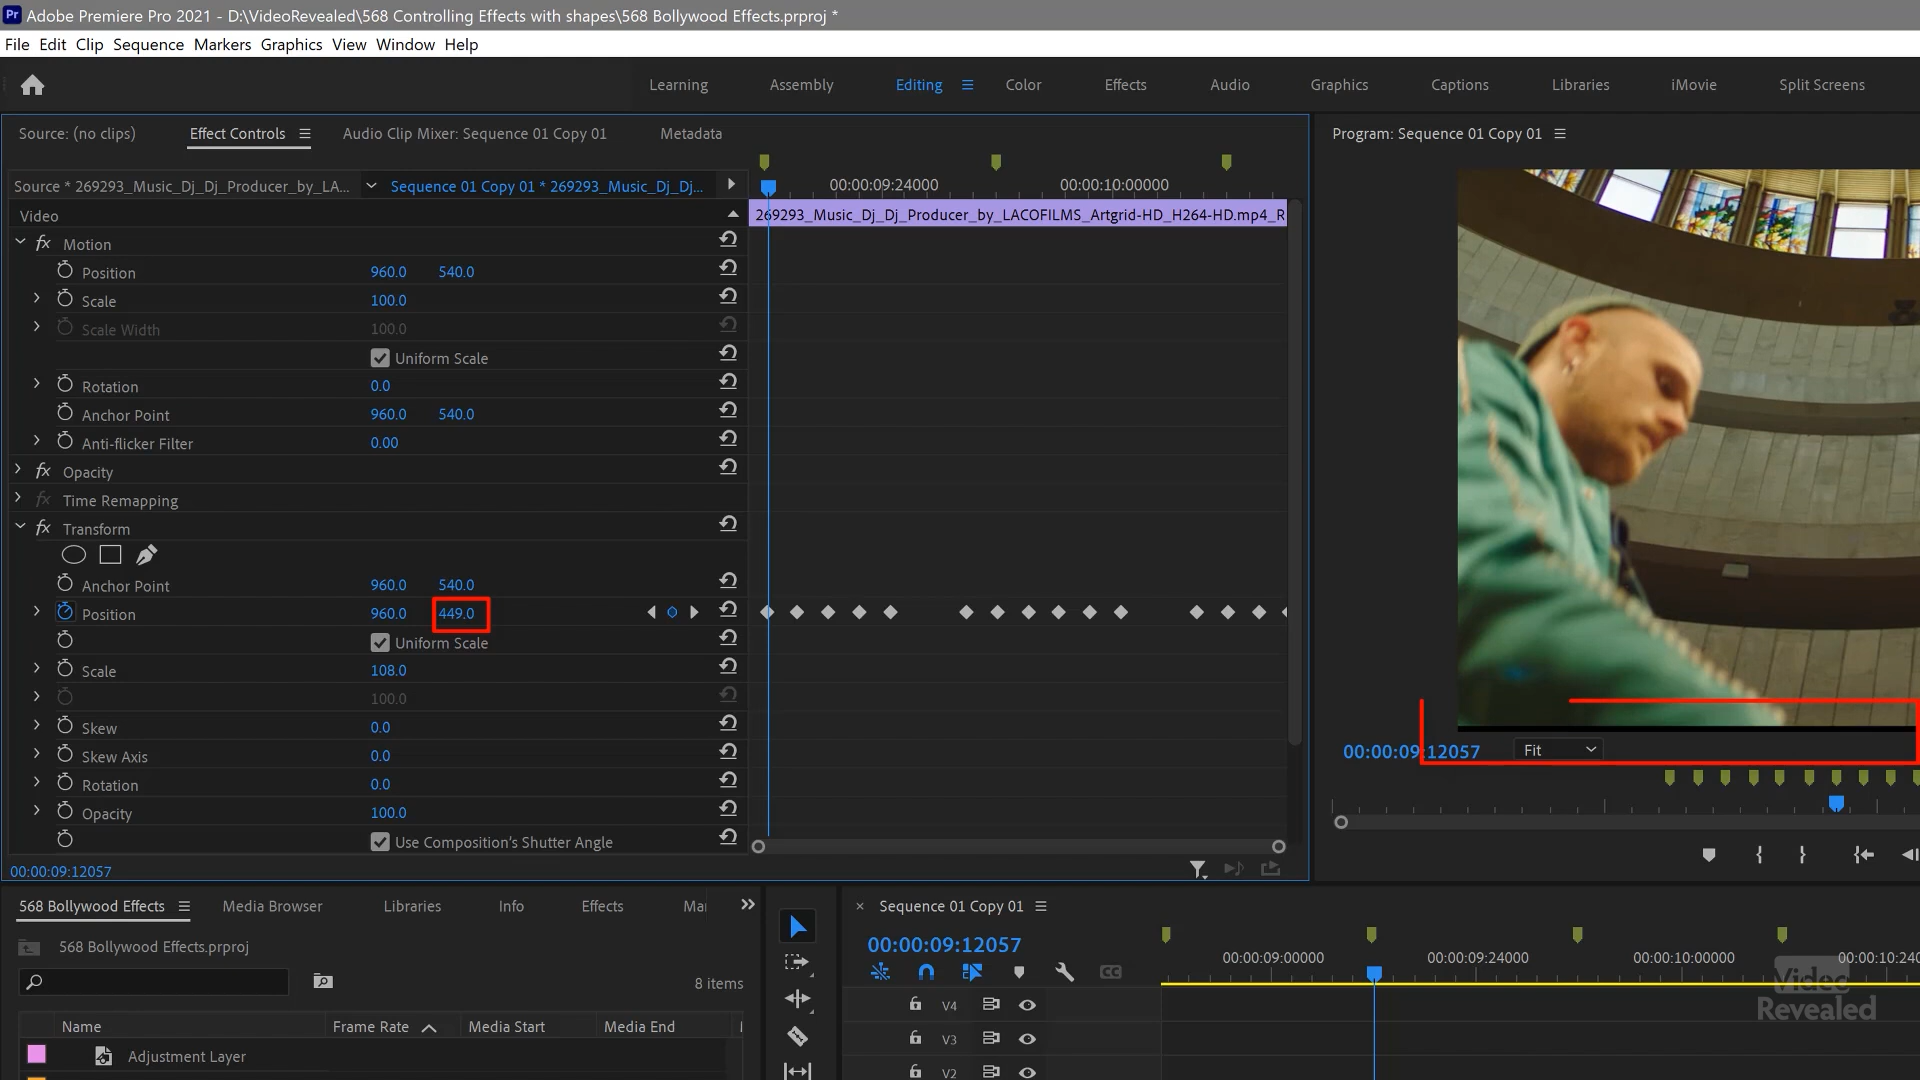 Pr Adobe Premiere Pro 2021 - D:\VideoRevealed\568 Controlling Effects with shapes\568 Bollywood Effects.prproj *
File Edit Clip Sequence Markers Graphics View Window Help
Learning Assembly Editing Color Effects Audio Graphics Captions Libraries iMovie Split Screens
Source: (no clips) Effect Controls Audio Clip Mixer: Sequence 01 Copy 01 Metadata Program: Sequence 01 Copy 01
Source * 269293_Music_Dj_Dj_Producer_by_LA... Sequence 01 Copy 01 * 269293_Music_Dj_Dj... 00:00:09:24000 00:00:10:00000
Video 269293_Music_Dj_Dj_Producer_by_LACOFILMS_Artgrid-HD_H264-HD.mp4_R
fx Motion
Position 960.0 540.0
Scale 100.0
Scale Width 100.0
Uniform Scale
Rotation 0.0
Anchor Point 960.0 540.0
Anti-flicker Filter 0.00
fx Opacity
fx Time Remapping
fx Transform
Anchor Point 960.0 540.0
Position 960.0 449.0
Uniform Scale
Scale 108.0
100.0
Skew 0.0
Skew Axis 0.0
Rotation 0.0
Opacity 100.0
Use Composition's Shutter Angle
00:00:09:12057
00:00:09:12057 Fit
568 Bollywood Effects Media Browser Libraries Info Effects Ma
568 Bollywood Effects.prproj
8 items
Name Frame Rate Media Start Media End
Adjustment Layer
Sequence 01 Copy 01
00:00:09:12057
00:00:09:00000 00:00:09:24000 00:00:10:00000 00:00:10:24
CC
V4
V3
V2
Video
Revealed